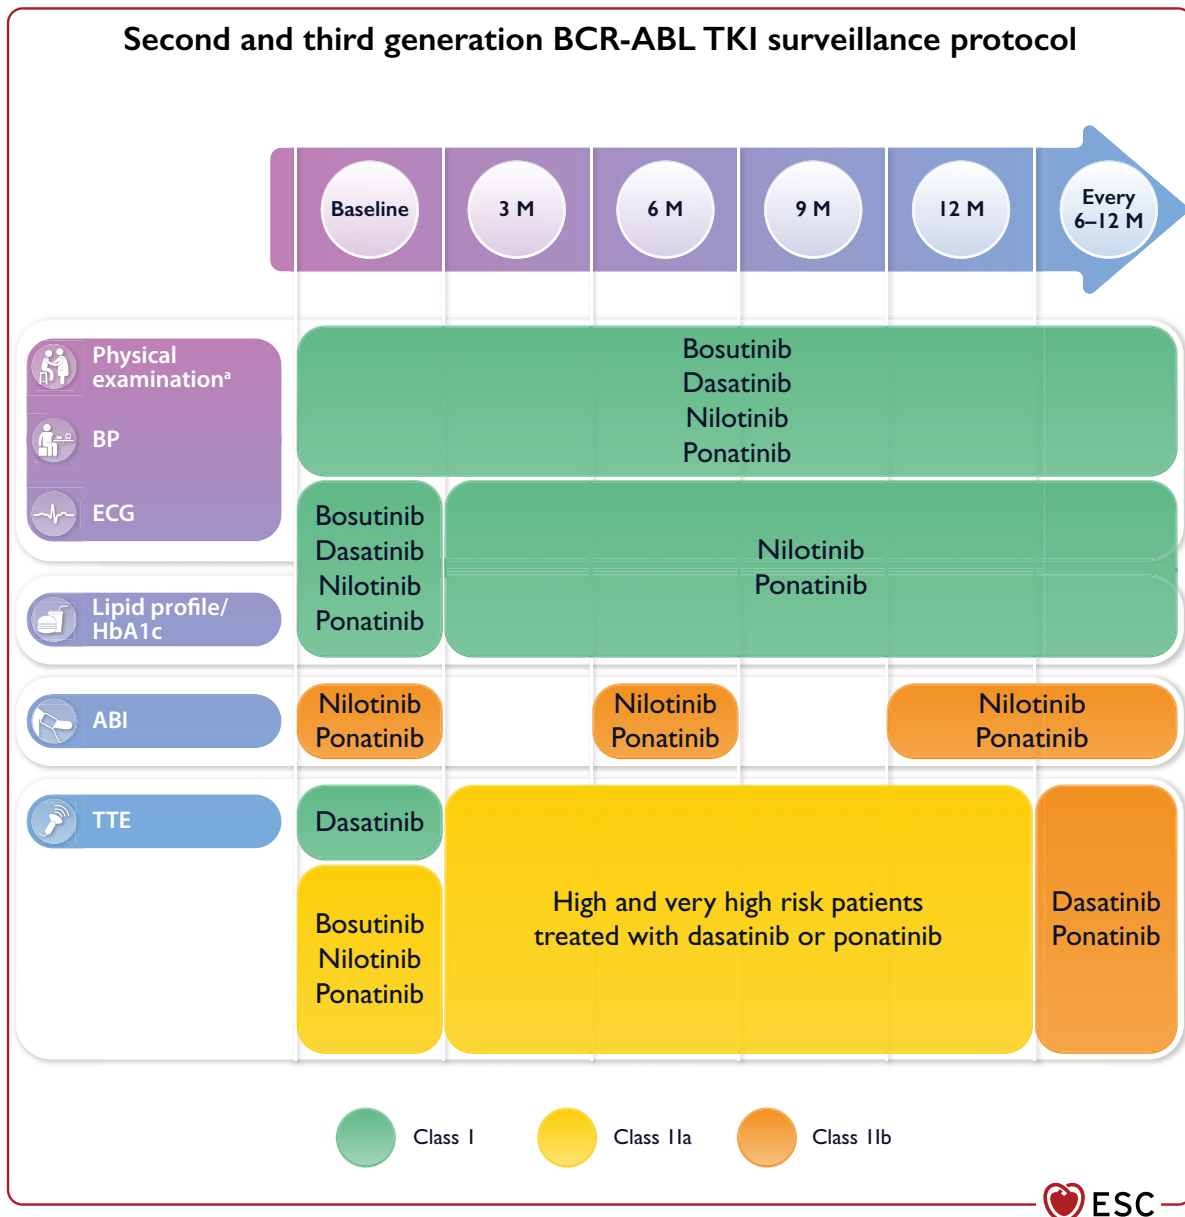 Second and third generation BCR-ABL TKI surveillance protocol
Baseline
3 M
6 M
9 M
12 M
Every
6–12 M
Physical
examinationᵃ
BP
ECG
Bosutinib
Dasatinib
Nilotinib
Ponatinib
Bosutinib
Dasatinib
Nilotinib
Ponatinib
Nilotinib
Ponatinib
Lipid profile/
HbA1c
ABI
Nilotinib
Ponatinib
Nilotinib
Ponatinib
Nilotinib
Ponatinib
TTE
Dasatinib
Bosutinib
Nilotinib
Ponatinib
High and very high risk patients
treated with dasatinib or ponatinib
Dasatinib
Ponatinib
Class I
Class IIa
Class IIb
ESC